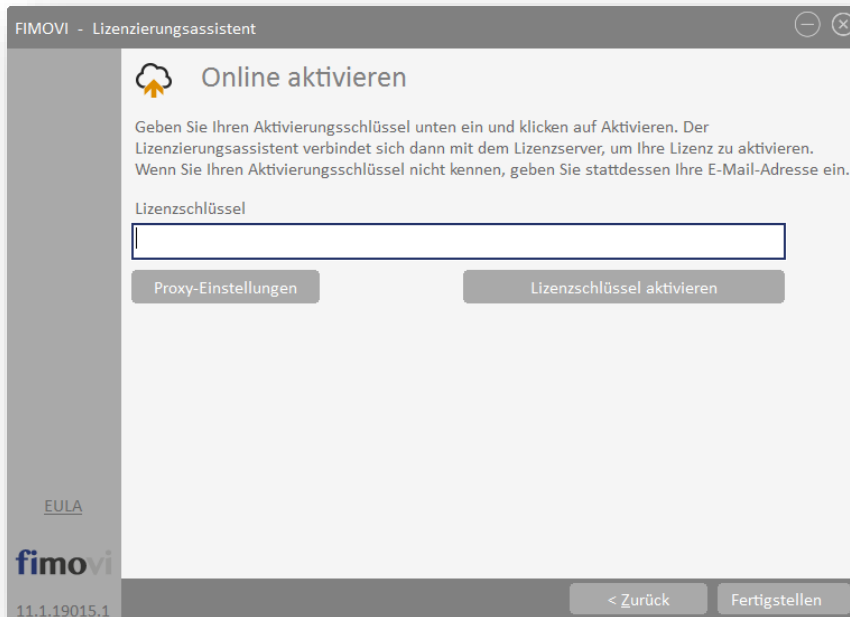 FIMOVI - Lizenzierungsassistent
Online aktivieren
Geben Sie Ihren Aktivierungsschlüssel unten ein und klicken auf Aktivieren. Der
Lizenzierungsassistent verbindet sich dann mit dem Lizenzserver, um Ihre Lizenz zu aktivieren.
Wenn Sie Ihren Aktivierungsschlüssel nicht kennen, geben Sie stattdessen Ihre E-Mail-Adresse ein.
Lizenzschlüssel
Proxy-Einstellungen
Lizenzschlüssel aktivieren
EULA
fimovi
11.1.19015.1
< Zurück
Fertigstellen